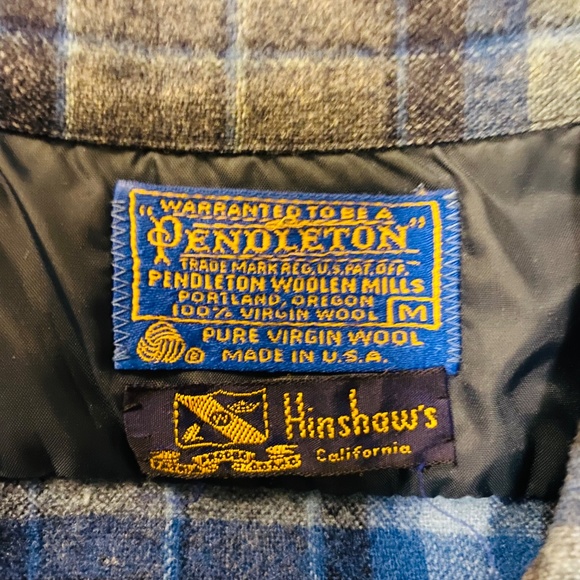 "WARRANTED TO BE A
PENDLETON"
TRADE MARK REG. U.S. PAT. OFF.
PENDLETON WOOLEN MILLS
PORTLAND, OREGON
100% VIRGIN WOOL M
® PURE VIRGIN WOOL
MADE IN U.S.A.
Hinshaw's
California